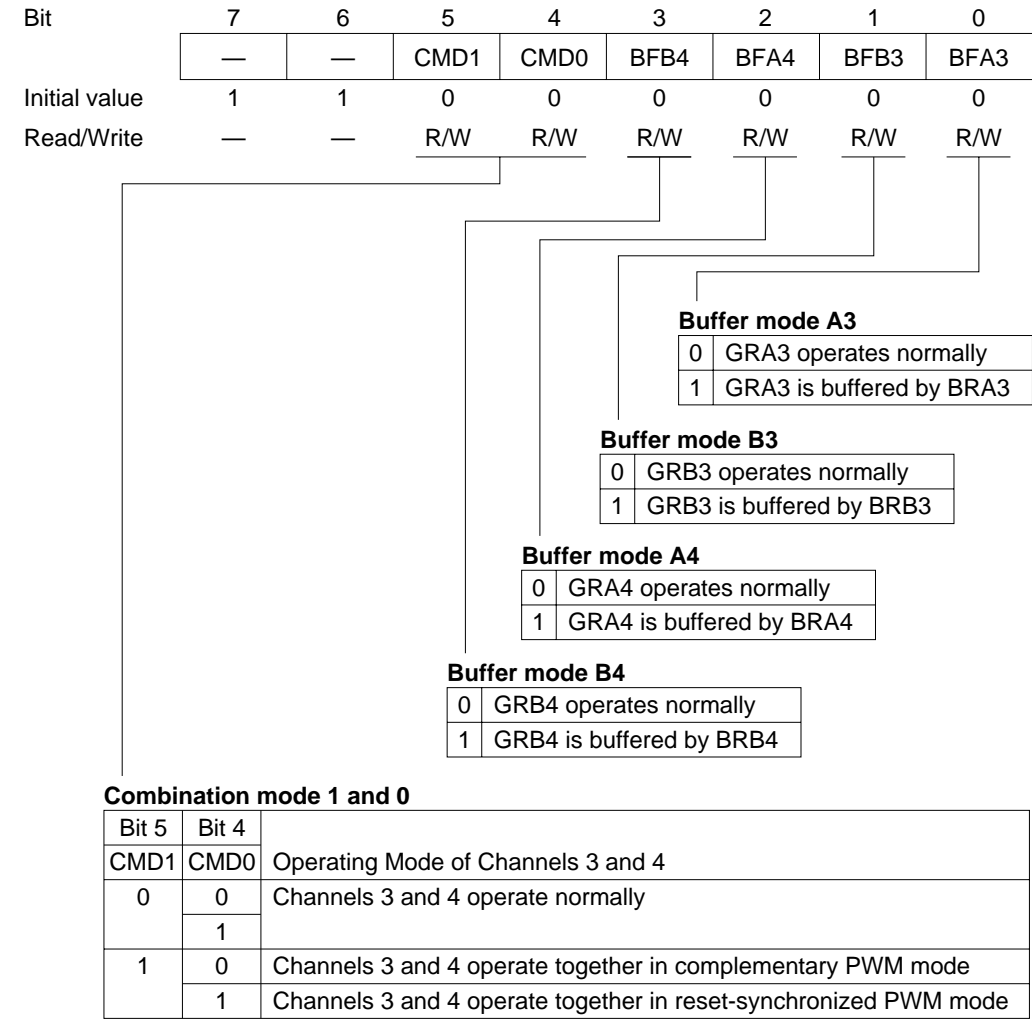 Bit 7 6 5 4 3 2 1 0
— — CMD1 CMD0 BFB4 BFA4 BFB3 BFA3
Initial value 1 1 0 0 0 0 0 0
Read/Write — — R/W R/W R/W R/W R/W R/W
Buffer mode A3
0 GRA3 operates normally
1 GRA3 is buffered by BRA3
Buffer mode B3
0 GRB3 operates normally
1 GRB3 is buffered by BRB3
Buffer mode A4
0 GRA4 operates normally
1 GRA4 is buffered by BRA4
Buffer mode B4
0 GRB4 operates normally
1 GRB4 is buffered by BRB4
Combination mode 1 and 0
Bit 5 Bit 4
CMD1 CMD0 Operating Mode of Channels 3 and 4
0 0 Channels 3 and 4 operate normally
1
1 0 Channels 3 and 4 operate together in complementary PWM mode
1 Channels 3 and 4 operate together in reset-synchronized PWM mode